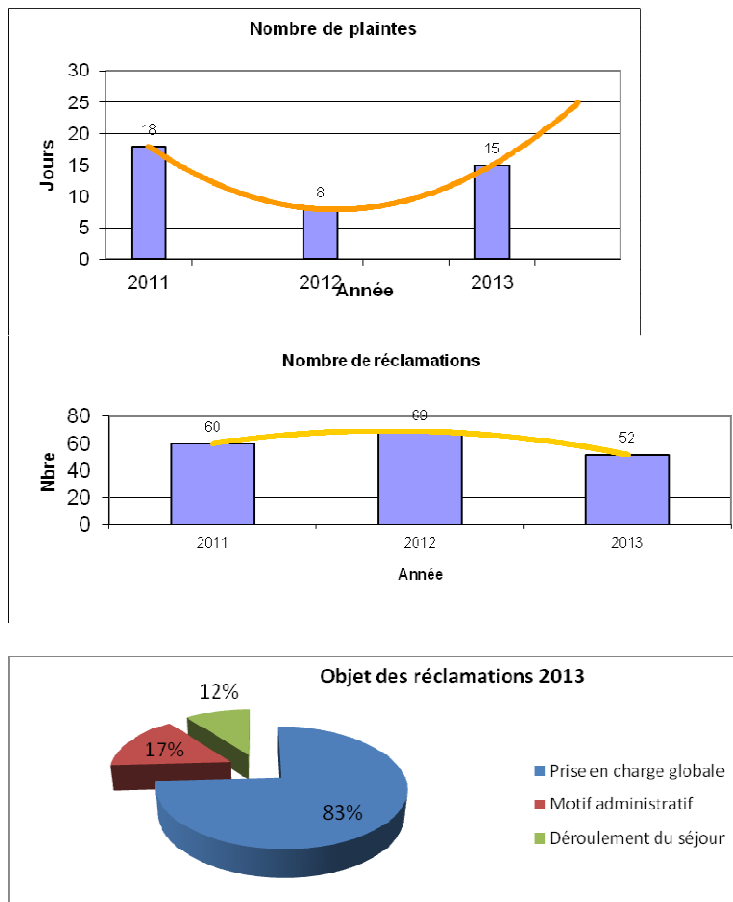 Nombre de plaintes
30
25
20
15
10
5
0
Jours
18
8
15
2011
2012
2013
Année
Nombre de réclamations
80
60
40
20
0
Nbre
60
52
2011
2012
2013
Année
Objet des réclamations 2013
12%
17%
83%
Prise en charge globale
Motif administratif
Déroulement du séjour